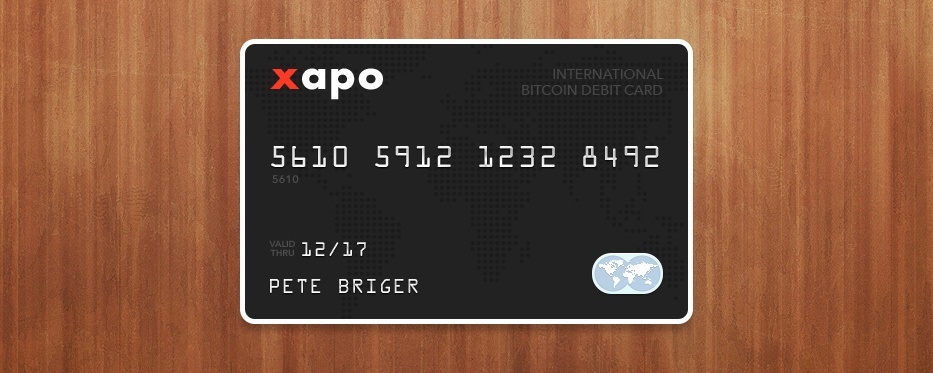 xapo
INTERNATIONAL
BITCOIN DEBIT CARD
5610 5912 1232 8492
5610
VALID
THRU 12/17
PETE BRIGER